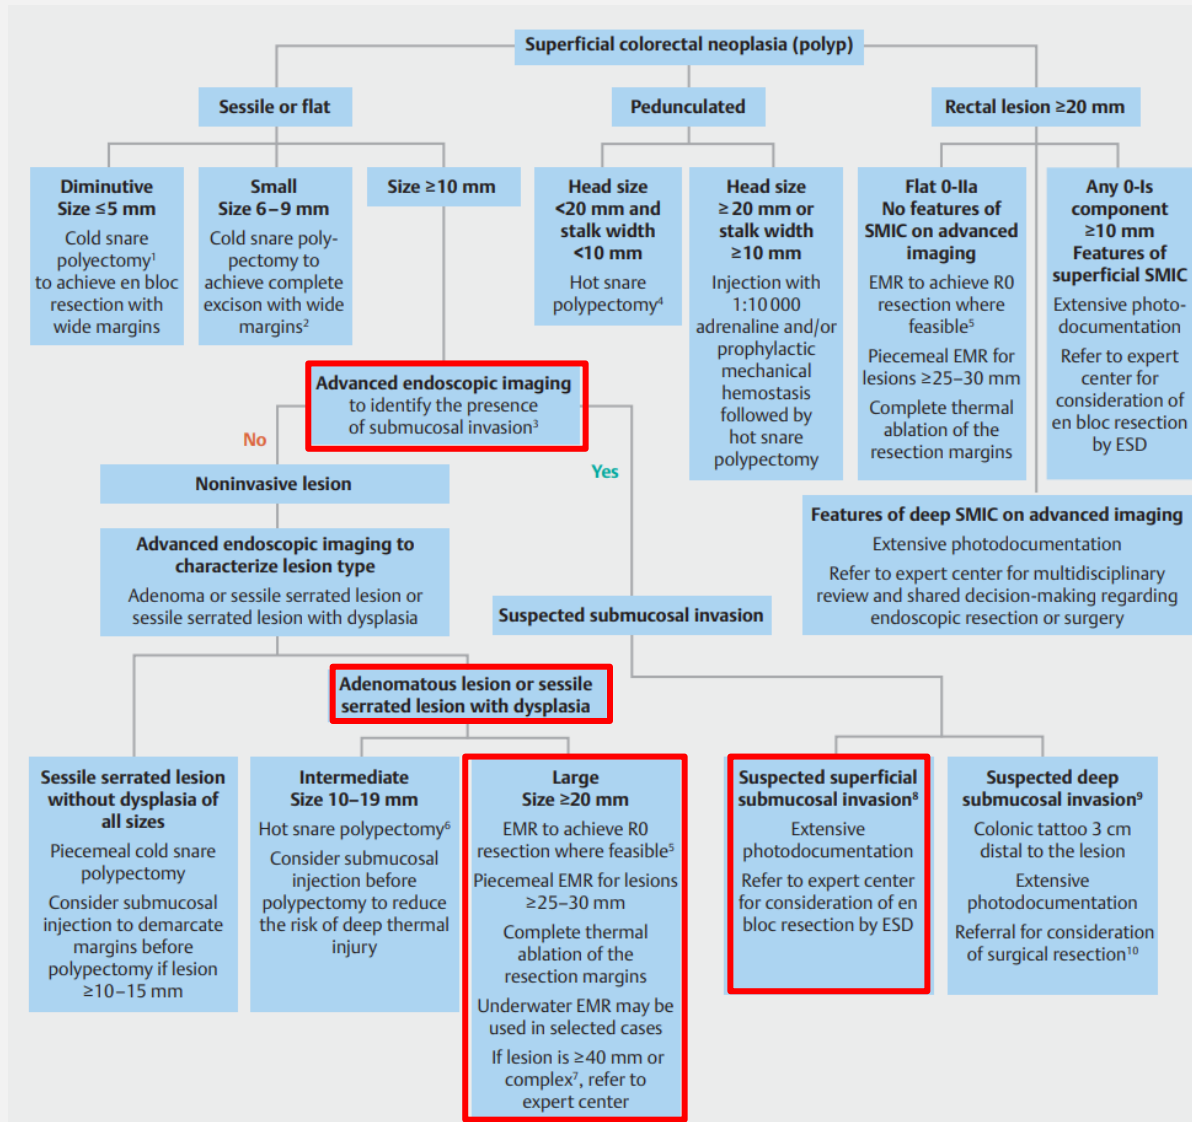 Superficial colorectal neoplasia (polyp)
Sessile or flat
Pedunculated
Rectal lesion ≥20 mm
Diminutive
Size ≤5 mm
Cold snare
polyectomy¹
to achieve en bloc
resection with
wide margins
Small
Size 6–9 mm
Cold snare poly-
pectomy to
achieve complete
excison with wide
margins²
Size ≥10 mm
Head size
<20 mm and
stalk width
<10 mm
Hot snare
polypectomy⁴
Head size
≥20 mm or
stalk width
≥10 mm
Injection with
1:10 000
adrenaline and/or
prophylactic
mechanical
hemostasis
followed by
hot snare
polypectomy
Flat 0-IIa
No features of
SMIC on advanced
imaging
EMR to achieve R0
resection where
feasible⁵
Piecemeal EMR for
lesions ≥25–30 mm
Complete thermal
ablation of the
resection margins
Any 0-Is
component
≥10 mm
Features of
superficial SMIC
Extensive photo-
documentation
Refer to expert
center for
consideration of
en bloc resection
by ESD
Advanced endoscopic imaging
to identify the presence
of submucosal invasion³
No
Yes
Noninvasive lesion
Features of deep SMIC on advanced imaging
Extensive photodocumentation
Refer to expert center for multidisciplinary
review and shared decision-making regarding
endoscopic resection or surgery
Advanced endoscopic imaging to
characterize lesion type
Adenoma or sessile serrated lesion or
sessile serrated lesion with dysplasia
Suspected submucosal invasion
Adenomatous lesion or sessile
serrated lesion with dysplasia
Sessile serrated lesion
without dysplasia of
all sizes
Piecemeal cold snare
polypectomy
Consider submucosal
injection to demarcate
margins before
polypectomy if lesion
≥10–15 mm
Intermediate
Size 10–19 mm
Hot snare polypectomy⁶
Consider submucosal
injection before
polypectomy to reduce
the risk of deep thermal
injury
Large
Size ≥20 mm
EMR to achieve R0
resection where feasible⁵
Piecemeal EMR for lesions
≥25–30 mm
Complete thermal
ablation of the
resection margins
Underwater EMR may be
used in selected cases
If lesion is ≥40 mm or
complex⁷, refer to
expert center
Suspected superficial
submucosal invasion⁸
Extensive
photodocumentation
Refer to expert center
for consideration of en
bloc resection by ESD
Suspected deep
submucosal invasion⁹
Colonic tattoo 3 cm
distal to the lesion
Extensive
photodocumentation
Referral for consideration
of surgical resection¹⁰